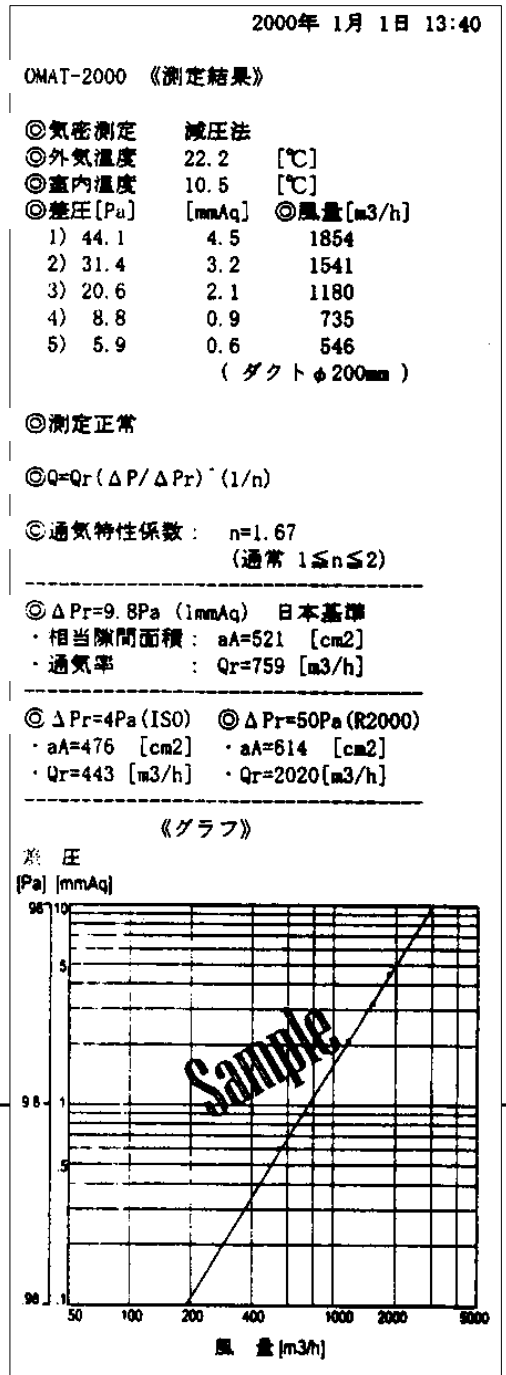 2000年 1月 1日 13:40
OMAT-2000 《測定結果》
◎気密測定 減圧法
◎外気温度 22.2 [℃]
◎室内温度 10.5 [℃]
◎差圧[Pa] [mmAq] ◎風量[m3/h]
1) 44.1 4.5 1854
2) 31.4 3.2 1541
3) 20.6 2.1 1180
4) 8.8 0.9 735
5) 5.9 0.6 546
( ダクトφ200mm )
◎測定正常
◎Q=Qr(ΔP/ΔPr)^(1/n)
◎通気特性係数: n=1.67
(通常 1≦n≦2)
◎ΔPr=9.8Pa (1mmAq) 日本基準
・相当隙間面積: aA=521 [cm2]
・通気率 : Qr=759 [m3/h]
◎ΔPr=4Pa(ISO) ◎ΔPr=50Pa(R2000)
・aA=476 [cm2] ・aA=614 [cm2]
・Qr=443 [m3/h] ・Qr=2020[m3/h]
《グラフ》
差 圧
[Pa] [mmAq]
98 10
5
9 8 1
.5
.98 .1
Sample
50 100 200 400 1000 2000 5000
風 量 [m3/h]